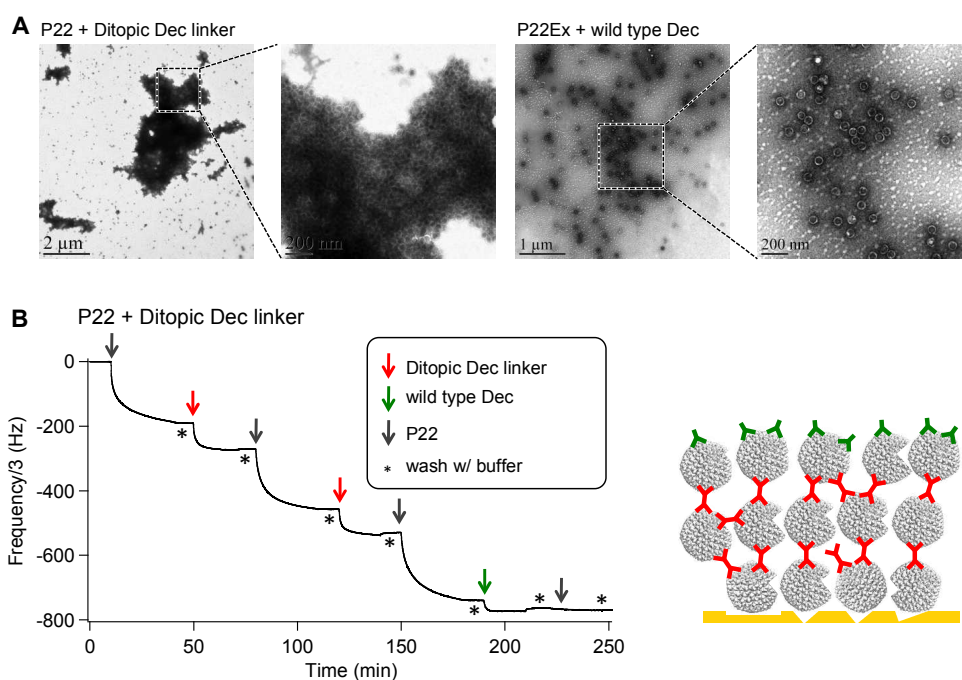 A
P22 + Ditopic Dec linker
P22Ex + wild type Dec
2 µm
200 nm
1 µm
200 nm
B
P22 + Ditopic Dec linker
Ditopic Dec linker
wild type Dec
P22
* wash w/ buffer
Frequency/3 (Hz)
0
-200
-400
-600
-800
* * * * * * *
0 50 100 150 200 250
Time (min)